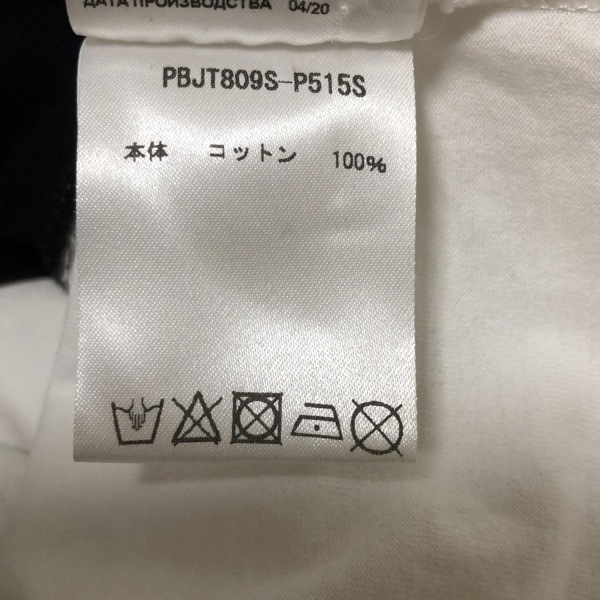 ДАТА ПРОИЗВОДСТВА 04/20
PBJT809S-P515S
本体 コットン 100%